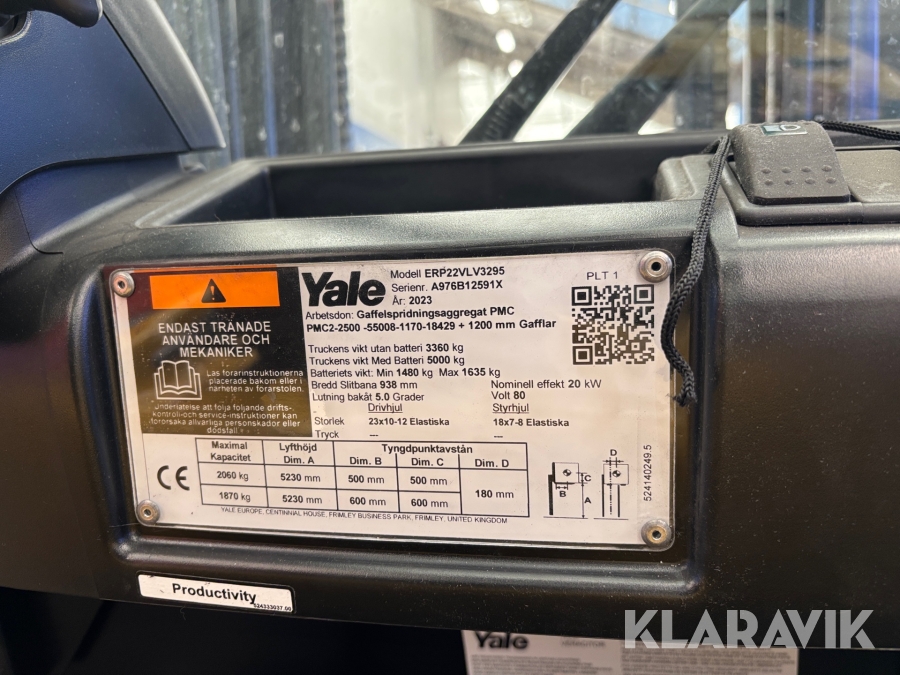 ENDAST TRÄNADE
ANVÄNDARE OCH
MEKANIKER
Läs förarinstruktionerna
placerade bakom eller i
närheten av förarstolen.
Underlåtelse att följa följande drifts-,
kontroll-och service-instruktioner kan
förorsaka allvarliga personskador eller
dödsfall
Yale
Modell ERP22VLV3295
Serienr. A976B12591X
År: 2023
PLT 1
Arbetsdon: Gaffelspridningsaggregat PMC
PMC2-2500 -55008-1170-18429 + 1200 mm Gafflar
Truckens vikt utan batteri 3360 kg
Truckens vikt Med Batteri 5000 kg
Batteriets vikt: Min 1480 kg Max 1635 kg
Bredd Slitbana 938 mm Nominell effekt 20 kW
Lutning bakåt 5.0 Grader Volt 80
Drivhjul Styrhjul
Storlek 23x10-12 Elastiska 18x7-8 Elastiska
Tryck --- ---
Maximal Kapacitet Lyfthöjd Dim. A Tyngdpunktavstån
Dim. B Dim. C Dim. D
2060 kg 5230 mm 500 mm 500 mm 180 mm
1870 kg 5230 mm 600 mm 600 mm
CE
D
C
B
A
524140249.5
YALE EUROPE, CENTINNIAL HOUSE, FRIMLEY BUSINESS PARK, FRIMLEY, UNITED KINGDOM
Productivity
524333037.00
Yale
KLARAVIK